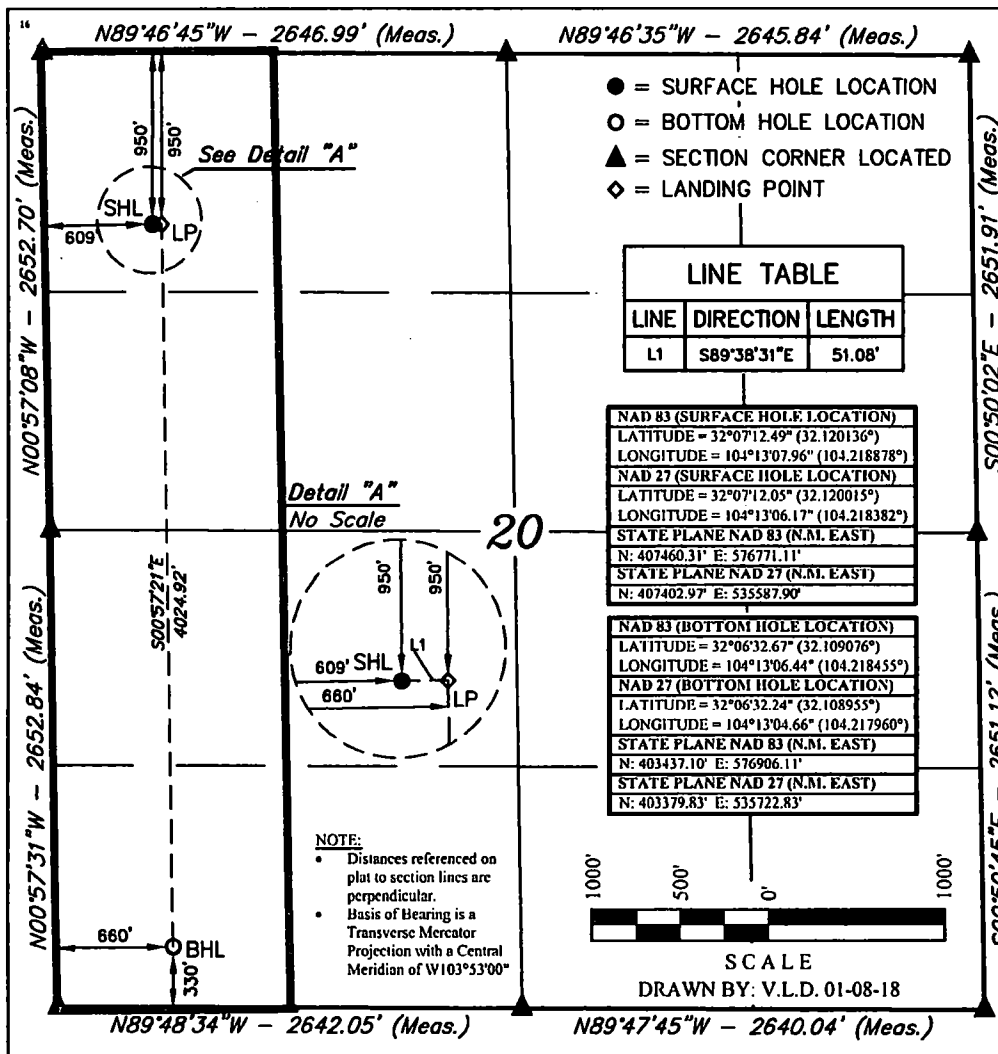 16
N89°46'45"W – 2646.99' (Meas.)
N89°46'35"W – 2645.84' (Meas.)
N00°57'08"W – 2652.70' (Meas.)
N00°57'31"W – 2652.84' (Meas.)
S00°50'02"E – 2651.91' (Meas.)
2651.12' (Meas.)
950'
950'
See Detail "A"
SHL
LP
609'
● = SURFACE HOLE LOCATION
○ = BOTTOM HOLE LOCATION
▲ = SECTION CORNER LOCATED
◇ = LANDING POINT
LINE TABLE
LINE DIRECTION LENGTH
L1 S89°38'31"E 51.08'
NAD 83 (SURFACE HOLE LOCATION)
LATITUDE = 32°07'12.49" (32.120136°)
LONGITUDE = 104°13'07.96" (104.218878°)
NAD 27 (SURFACE HOLE LOCATION)
LATITUDE = 32°07'12.05" (32.120015°)
LONGITUDE = 104°13'06.17" (104.218382°)
STATE PLANE NAD 83 (N.M. EAST)
N: 407460.31' E: 576771.11'
STATE PLANE NAD 27 (N.M. EAST)
N: 407402.97' E: 535587.90'
NAD 83 (BOTTOM HOLE LOCATION)
LATITUDE = 32°06'32.67" (32.109076°)
LONGITUDE = 104°13'06.44" (104.218455°)
NAD 27 (BOTTOM HOLE LOCATION)
LATITUDE = 32°06'32.24" (32.108955°)
LONGITUDE = 104°13'04.66" (104.217960°)
STATE PLANE NAD 83 (N.M. EAST)
N: 403437.10' E: 576906.11'
STATE PLANE NAD 27 (N.M. EAST)
N: 403379.83' E: 535722.83'
Detail "A"
No Scale
20
S00°57'21"E
4024.92'
950'
950'
L1
609'
SHL
660'
LP
NOTE:
• Distances referenced on
plat to section lines are
perpendicular.
• Basis of Bearing is a
Transverse Mercator
Projection with a Central
Meridian of W103°53'00"
660'
BHL
330'
1000'
500'
0'
1000'
SCALE
DRAWN BY: V.L.D. 01-08-18
N89°48'34"W – 2642.05' (Meas.)
N89°47'45"W – 2640.04' (Meas.)